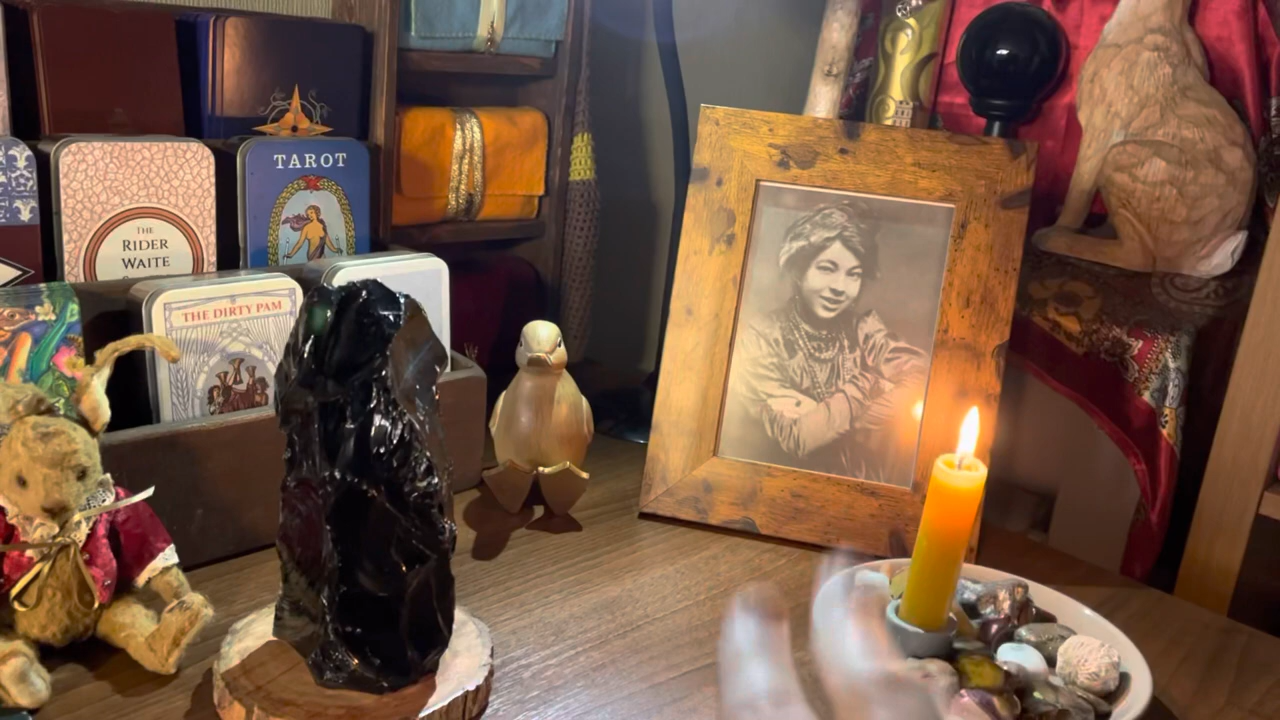 TAROT
THE
RIDER
WAITE
THE DIRTY PAM